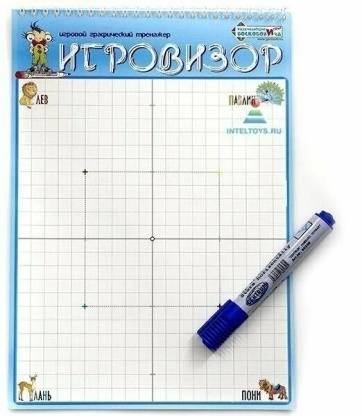 игровой графический тренажер
ИГРОВИЗОР
ЛЕВ
ПАВЛИН
INTELTOYS.RU
ЛАНЬ
ПОНИ